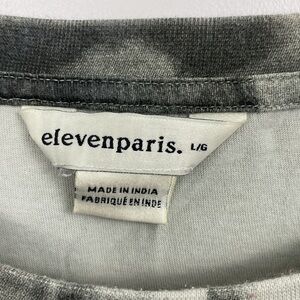 elevenparis. L/G
MADE IN INDIA
FABRIQUÉ EN INDE